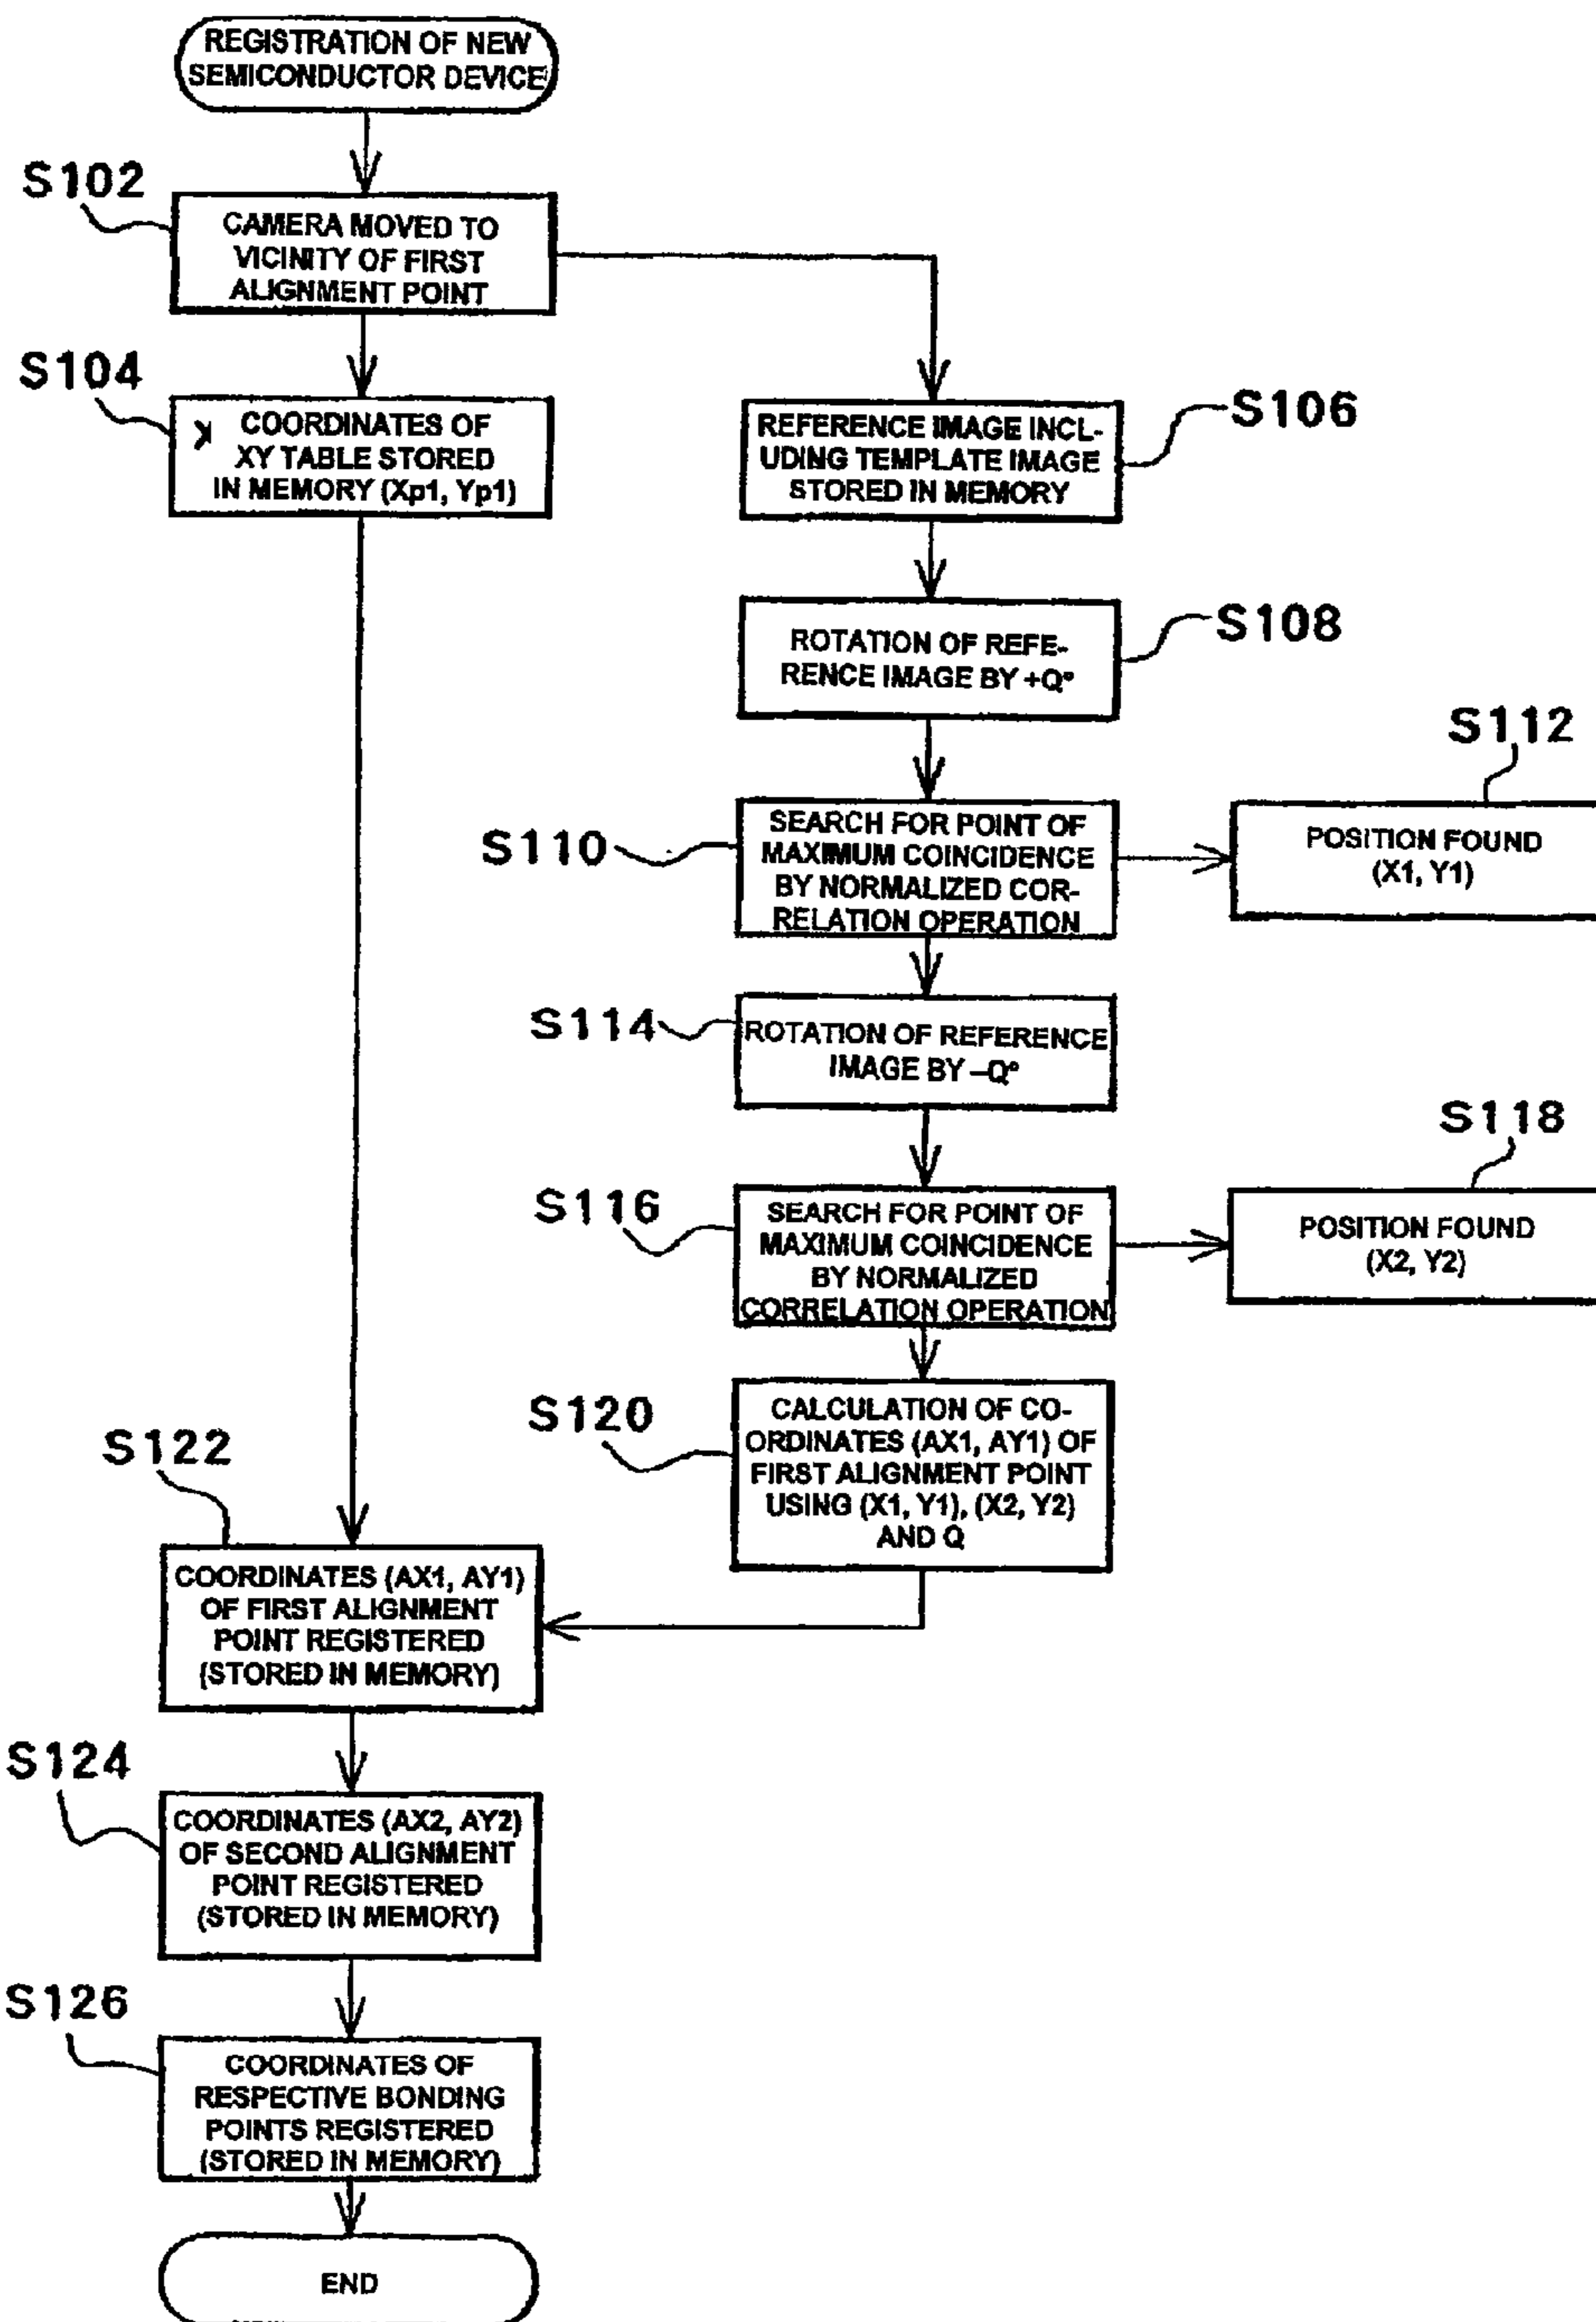 REGISTRATION OF NEW
SEMICONDUCTOR DEVICE
S102
CAMERA MOVED TO
VICINITY OF FIRST
ALIGNMENT POINT
S104
COORDINATES OF
XY TABLE STORED
IN MEMORY (Xp1, Yp1)
S106
REFERENCE IMAGE INCL-
UDING TEMPLATE IMAGE
STORED IN MEMORY
S108
ROTATION OF REFE-
RENCE IMAGE BY +Q°
S110
SEARCH FOR POINT OF
MAXIMUM COINCIDENCE
BY NORMALIZED COR-
RELATION OPERATION
S112
POSITION FOUND
(X1, Y1)
S114
ROTATION OF REFERENCE
IMAGE BY –Q°
S116
SEARCH FOR POINT OF
MAXIMUM COINCIDENCE
BY NORMALIZED
CORRELATION OPERATION
S118
POSITION FOUND
(X2, Y2)
S120
CALCULATION OF CO-
ORDINATES (AX1, AY1) OF
FIRST ALIGNMENT POINT
USING (X1, Y1), (X2, Y2)
AND Q
S122
COORDINATES (AX1, AY1)
OF FIRST ALIGNMENT
POINT REGISTERED
(STORED IN MEMORY)
S124
COORDINATES (AX2, AY2)
OF SECOND ALIGNMENT
POINT REGISTERED
(STORED IN MEMORY)
S126
COORDINATES OF
RESPECTIVE BONDING
POINTS REGISTERED
(STORED IN MEMORY)
END